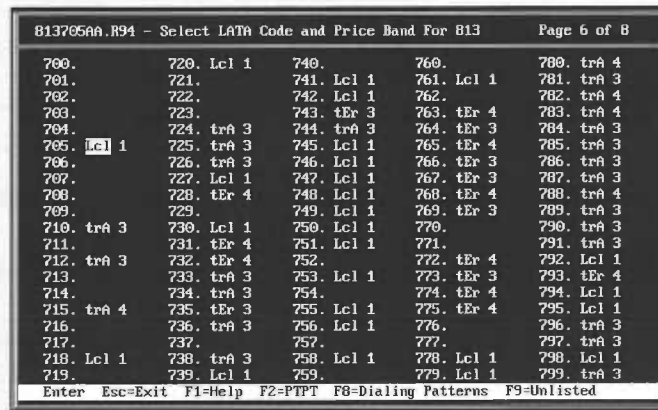 813705AA.R94 - Select LATA Code and Price Band For 813 Page 6 of 8
700. 720. Lcl 1 740. 760. 780. trA 4
701. 721. 741. Lcl 1 761. Lcl 1 781. trA 3
702. 722. 742. Lcl 1 762. 782. trA 3
703. 723. 743. tEr 3 763. tEr 4 783. trA 4
704. 724. trA 3 744. trA 3 764. tEr 3 784. trA 3
705. Lcl 1 725. trA 3 745. Lcl 1 765. tEr 4 785. trA 3
706. 726. trA 3 746. Lcl 1 766. tEr 3 786. trA 3
707. 727. Lcl 1 747. Lcl 1 767. tEr 3 787. trA 3
708. 728. tEr 4 748. Lcl 1 768. tEr 4 788. trA 4
709. 729. 749. Lcl 1 769. tEr 3 789. trA 3
710. trA 3 730. Lcl 1 750. Lcl 1 770. 790. trA 3
711. 731. tEr 4 751. Lcl 1 771. 791. trA 3
712. trA 3 732. tEr 4 752. 772. tEr 4 792. Lcl 1
713. 733. trA 3 753. Lcl 1 773. tEr 3 793. tEr 4
714. 734. trA 3 754. 774. tEr 4 794. Lcl 1
715. trA 4 735. tEr 3 755. Lcl 1 775. tEr 4 795. Lcl 1
716. 736. trA 3 756. Lcl 1 776. 796. trA 3
717. 737. 757. 777. 797. trA 3
718. Lcl 1 738. trA 3 758. Lcl 1 778. Lcl 1 798. Lcl 1
719. 739. Lcl 1 759. 779. Lcl 1 799. trA 3
Enter Esc=Exit F1=Help F2=PTPT F8=Dialing Patterns F9=Unlisted